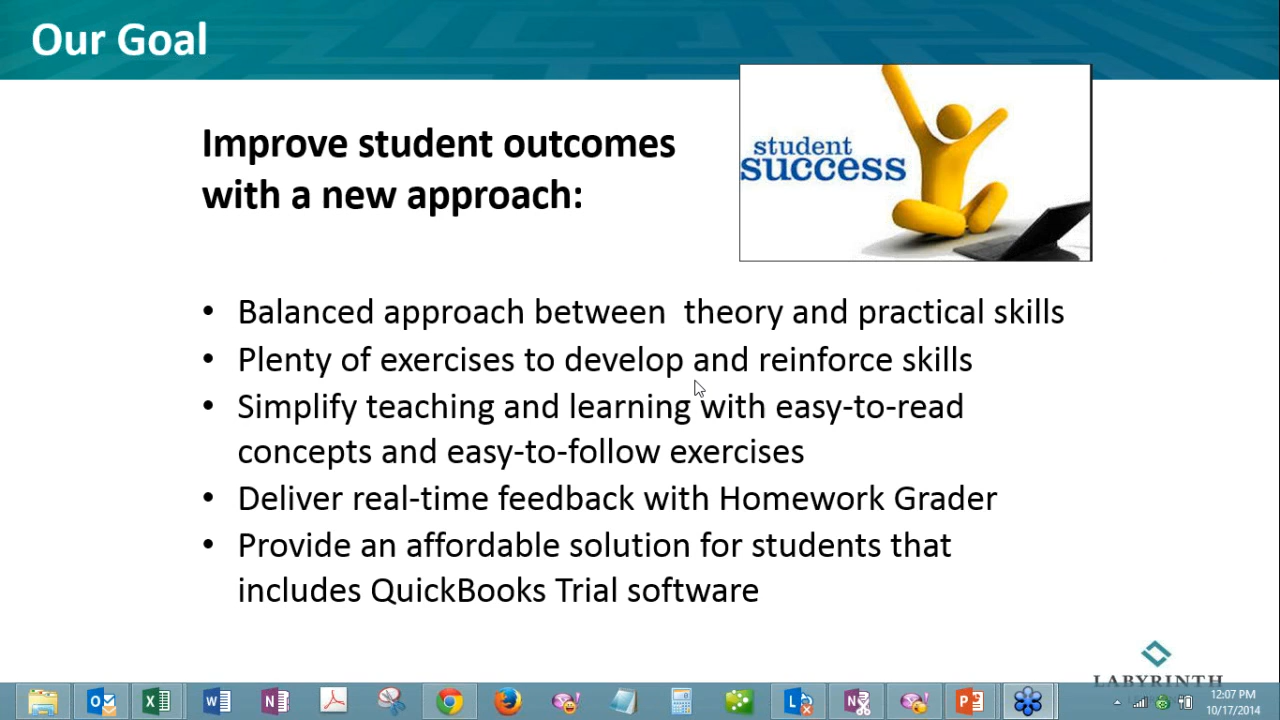 Our Goal
student
success
Improve student outcomes
with a new approach:
• Balanced approach between  theory and practical skills
• Plenty of exercises to develop and reinforce skills
• Simplify teaching and learning with easy-to-read
concepts and easy-to-follow exercises
• Deliver real-time feedback with Homework Grader
• Provide an affordable solution for students that
includes QuickBooks Trial software
LABYRINTH
12:07 PM
10/17/2014